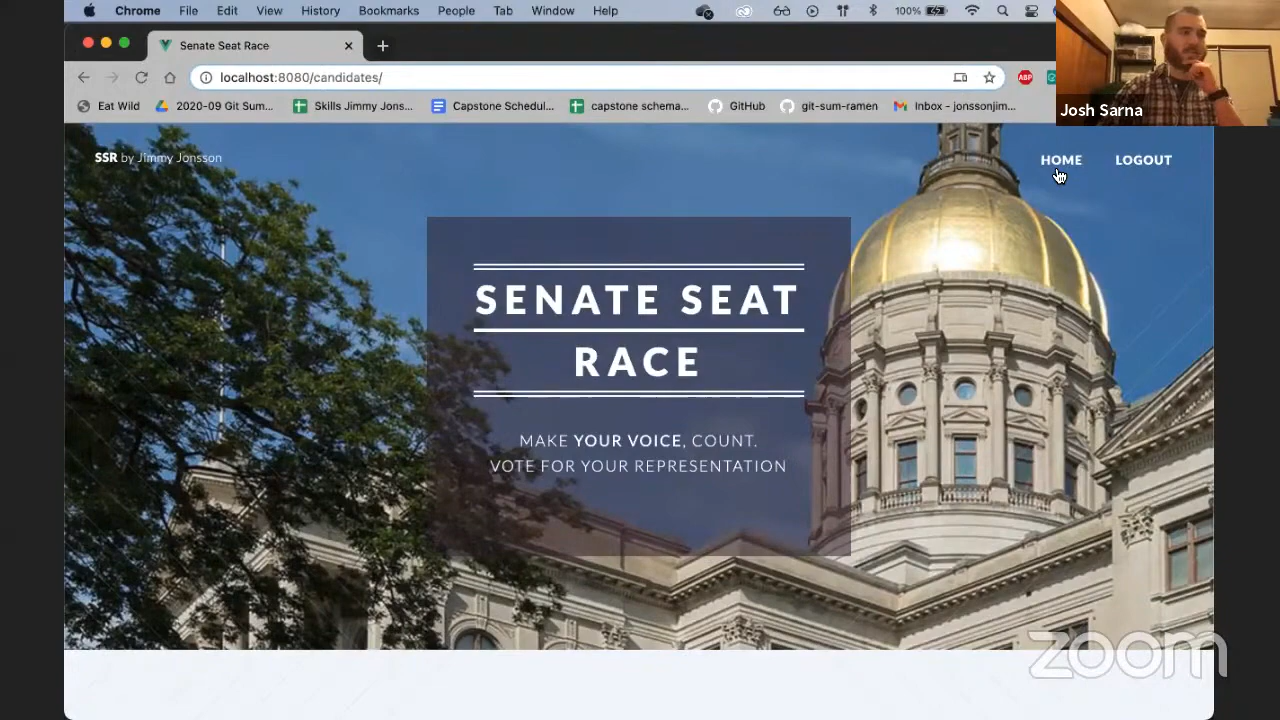 Chrome File Edit View History Bookmarks People Tab Window Help 100%
Senate Seat Race
localhost:8080/candidates/
ABP
Eat Wild 2020-09 Git Sum... Skills Jimmy Jons... Capstone Schedul... capstone schema... GitHub git-sum-ramen Inbox - jonssonjim...
Josh Sarna
SSR by Jimmy Jonsson
HOME LOGOUT
SENATE SEAT
RACE
MAKE YOUR VOICE, COUNT.
VOTE FOR YOUR REPRESENTATION
zoom